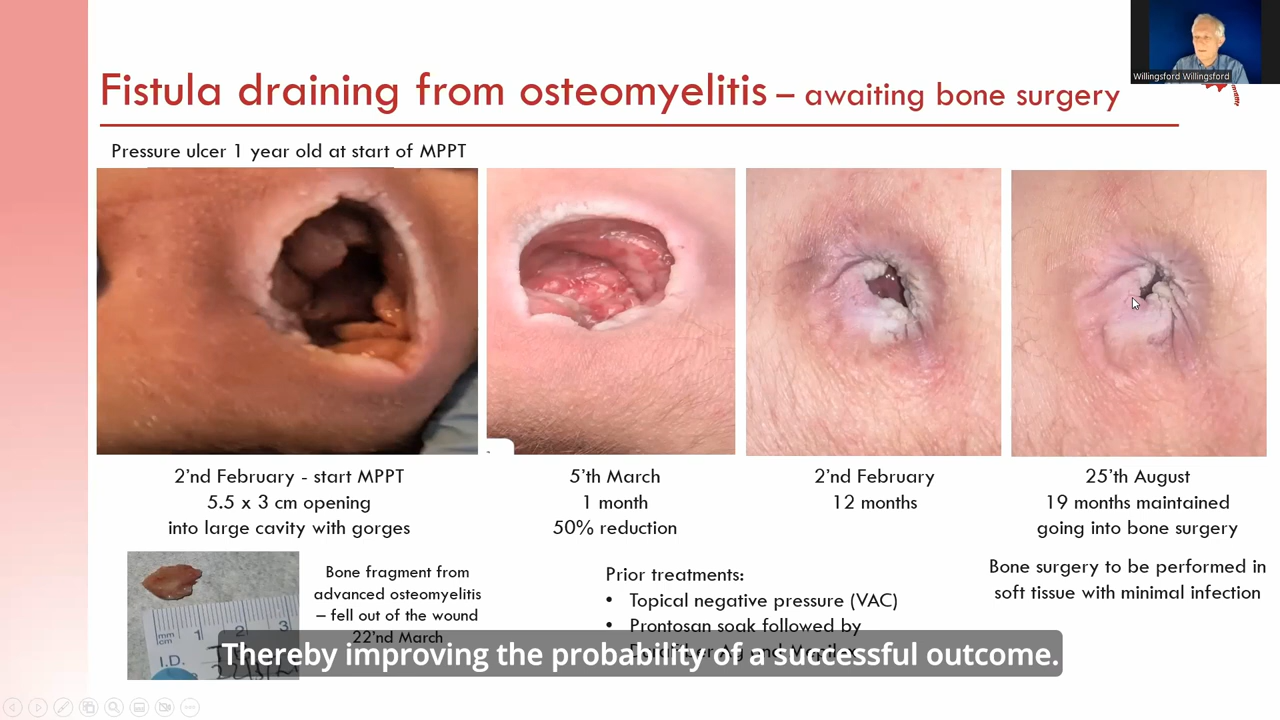 Willingsford Willingsford
Fistula draining from osteomyelitis – awaiting bone surgery
Pressure ulcer 1 year old at start of MPPT
2'nd February - start MPPT
5.5 x 3 cm opening
into large cavity with gorges
5'th March
1 month
50% reduction
2'nd February
12 months
25'th August
19 months maintained
going into bone surgery
Bone surgery to be performed in
soft tissue with minimal infection
mm
cm
1
2
3
I.D.
Bone fragment from
advanced osteomyelitis
– fell out of the wound
22'nd March
Prior treatments:
• Topical negative pressure (VAC)
• Prontosan soak followed by
Thereby improving the probability of a successful outcome.